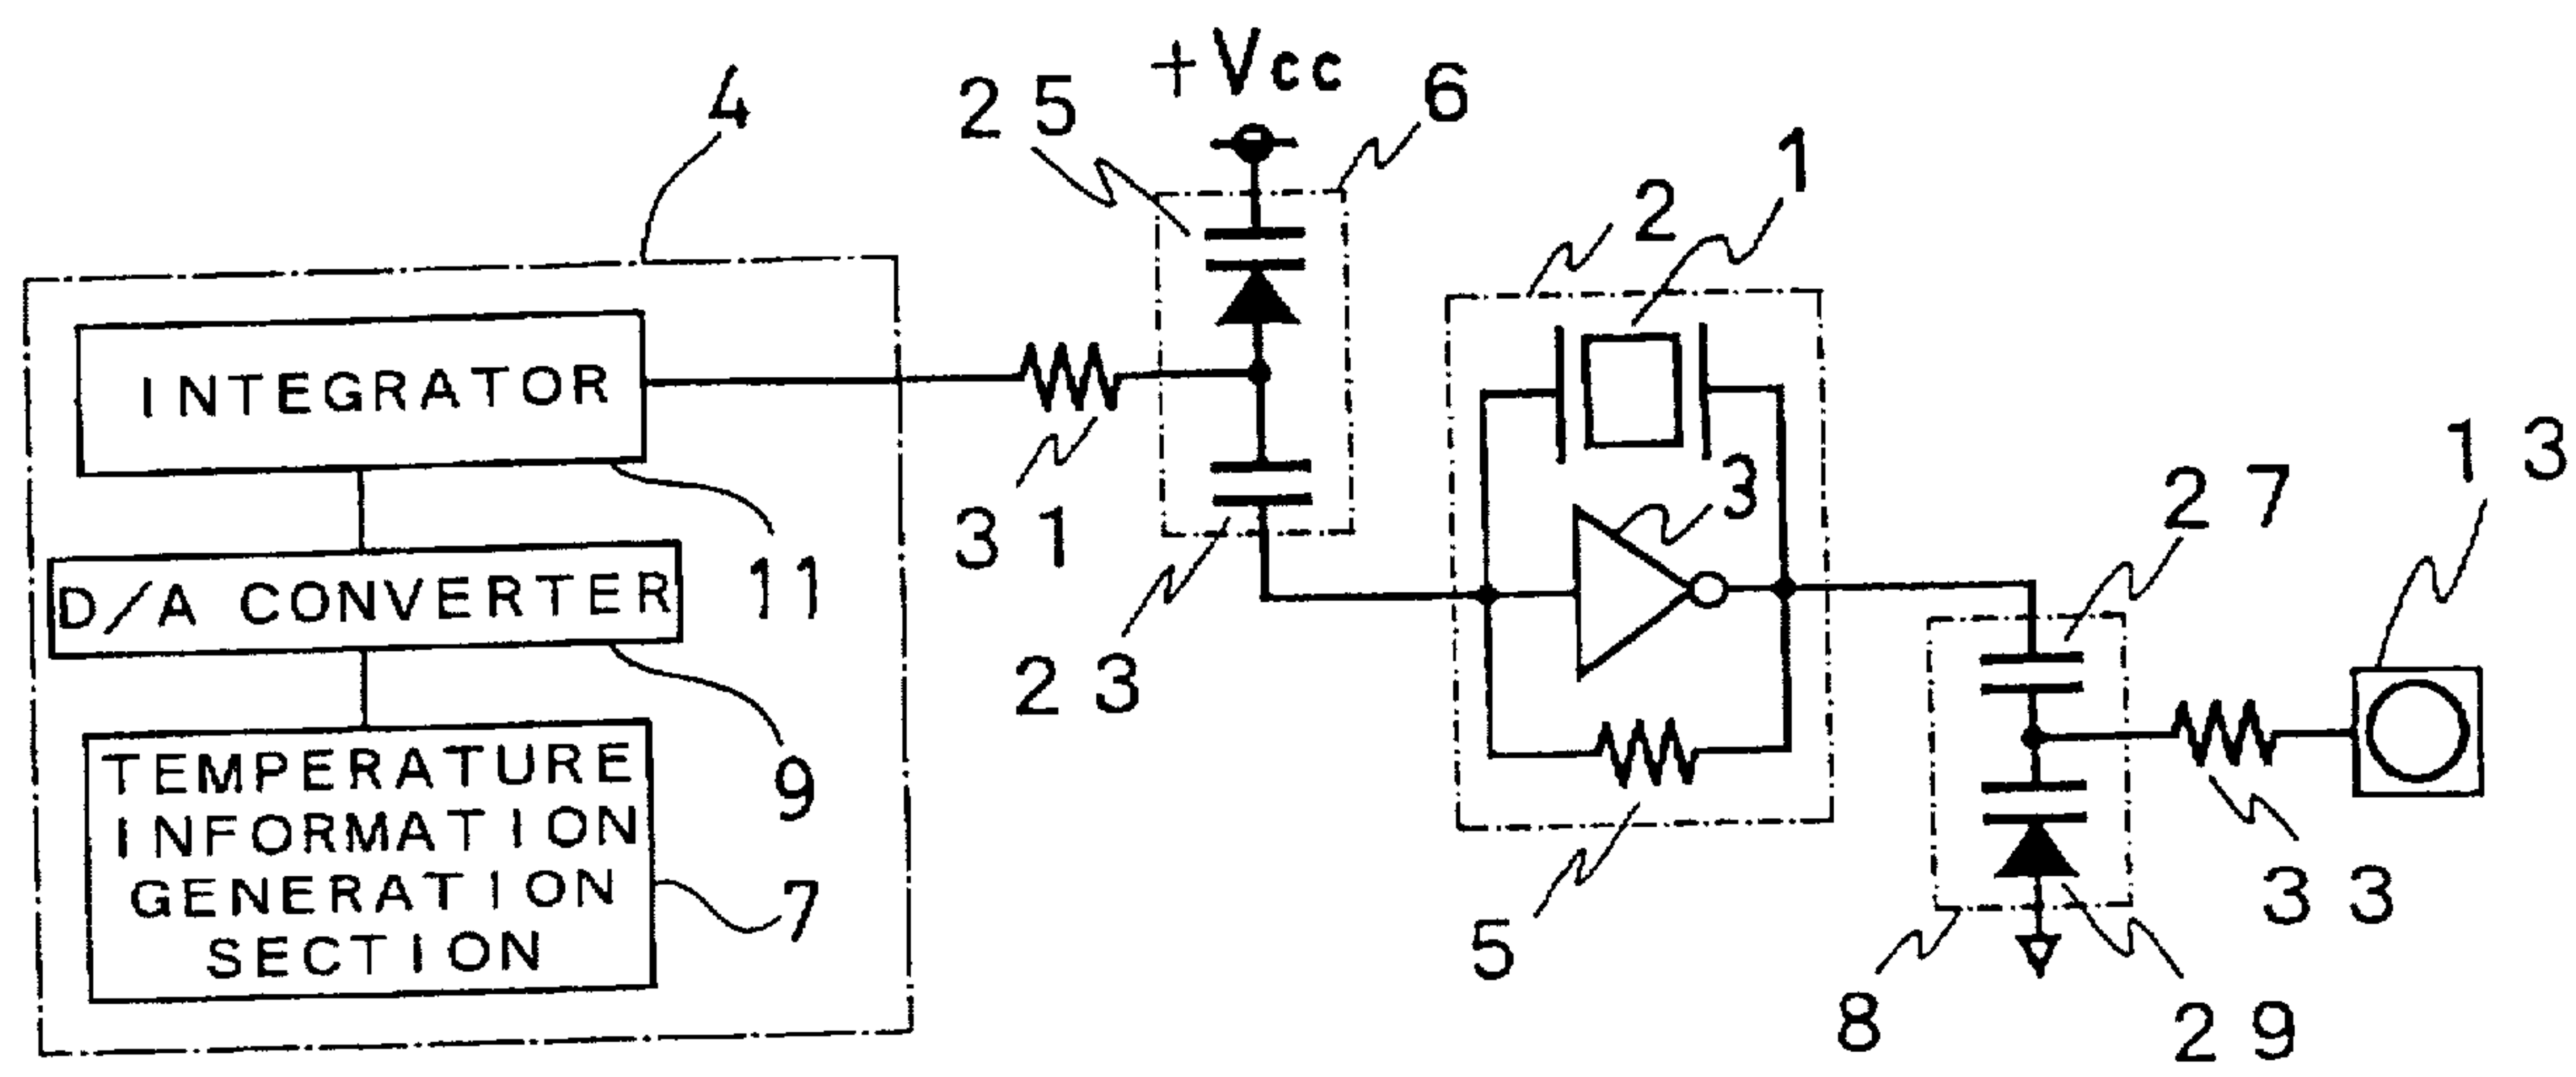 +Vcc
4
25
6
1
2
INTEGRATOR
31
3
13
27
11
D/A CONVERTER
23
9
TEMPERATURE
INFORMATION
GENERATION
SECTION
7
5
33
8
29